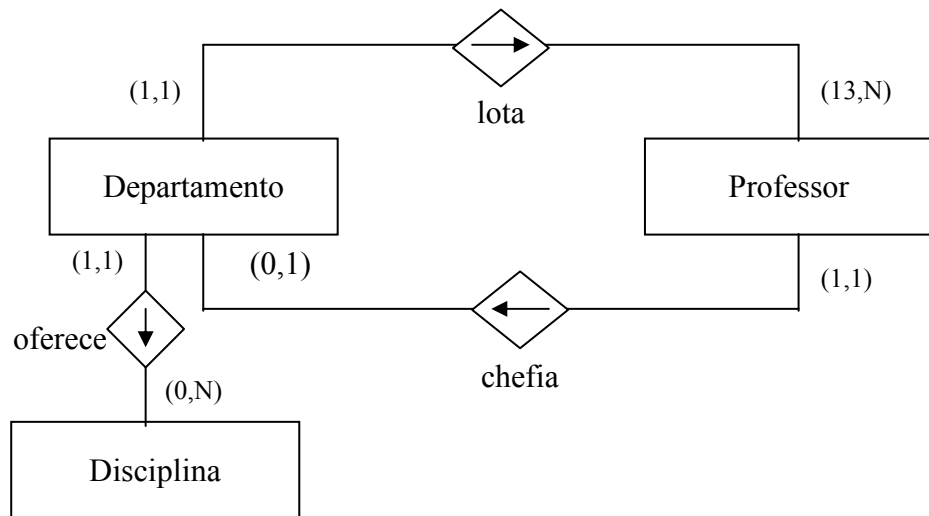 (1,1)
lota
(13,N)
Departamento
Professor
(1,1)
(0,1)
(1,1)
oferece
chefia
(0,N)
Disciplina